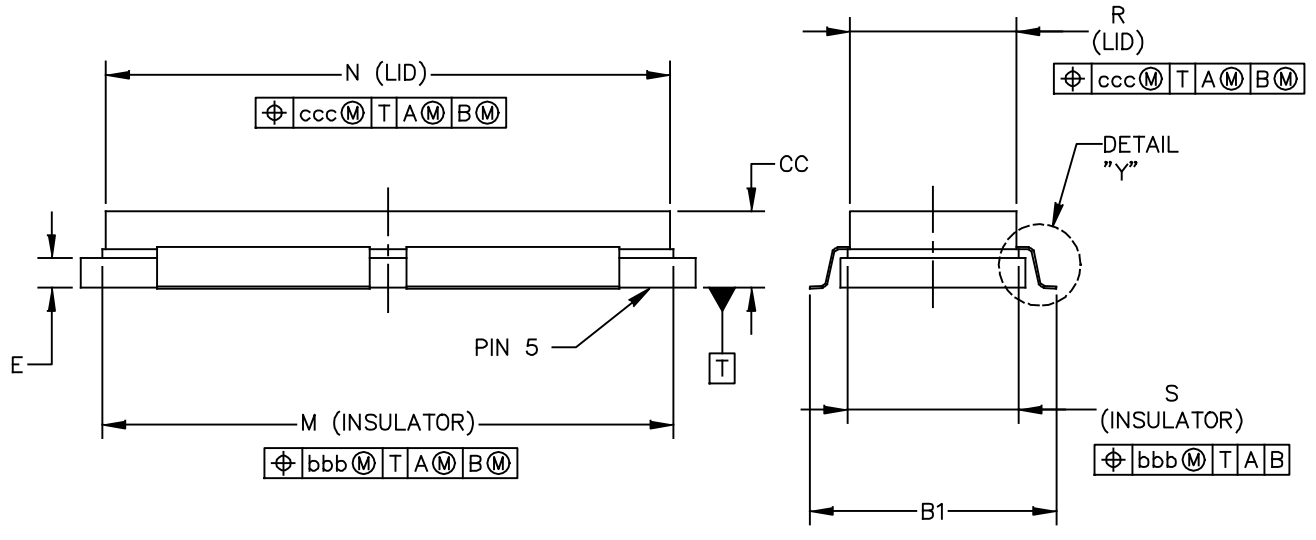 N (LID)
⌖ ccc Ⓜ T A Ⓜ B Ⓜ
R
(LID)
⌖ ccc Ⓜ T A Ⓜ B Ⓜ
DETAIL
"Y"
CC
E
PIN 5
T
M (INSULATOR)
⌖ bbb Ⓜ T A Ⓜ B Ⓜ
S
(INSULATOR)
⌖ bbb Ⓜ T A B
B1